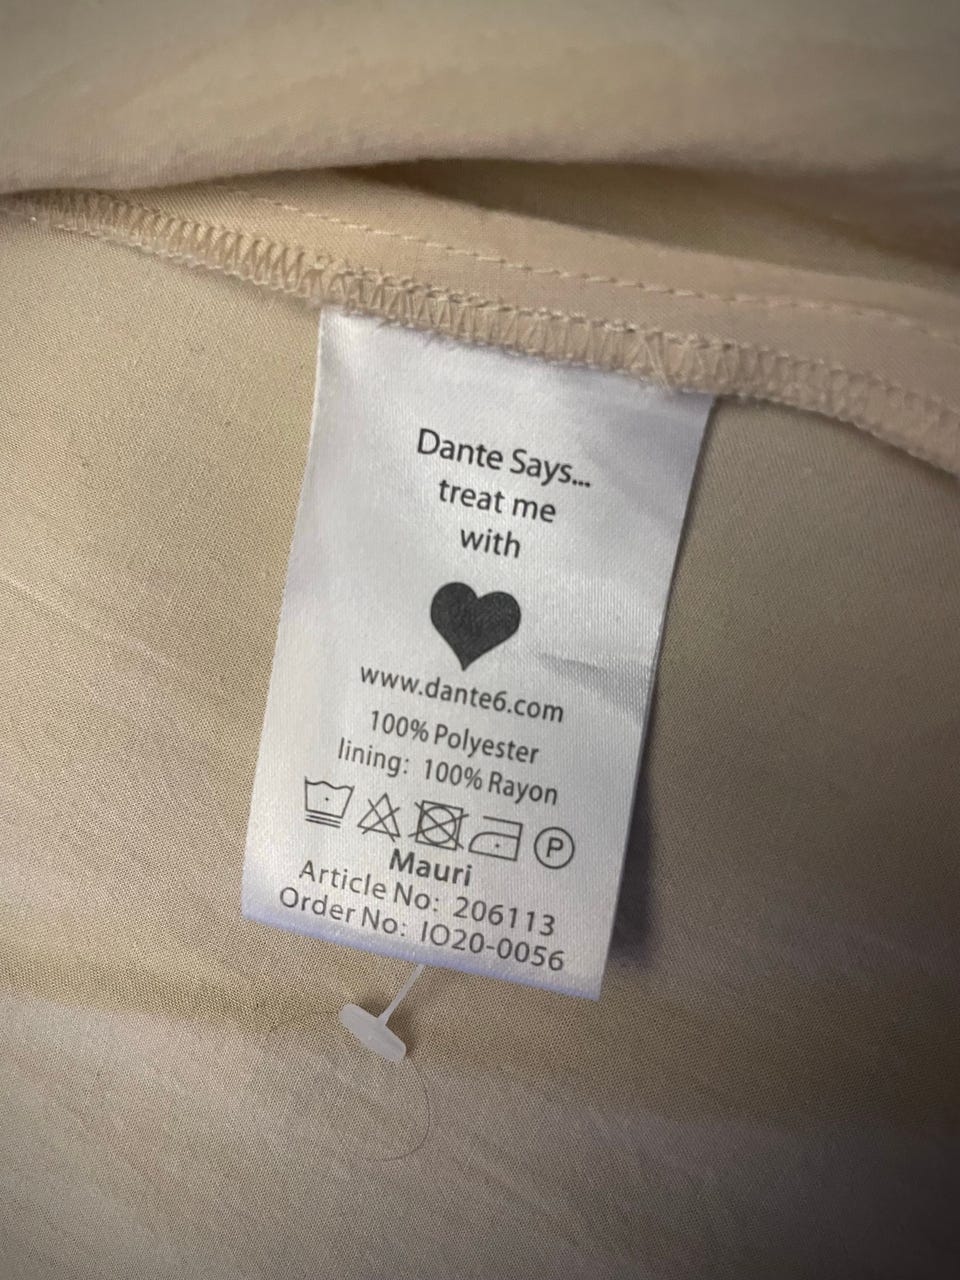 Dante Says...
treat me
with
www.dante6.com
100% Polyester
lining: 100% Rayon
P
Mauri
Article No: 206113
Order No: IO20-0056